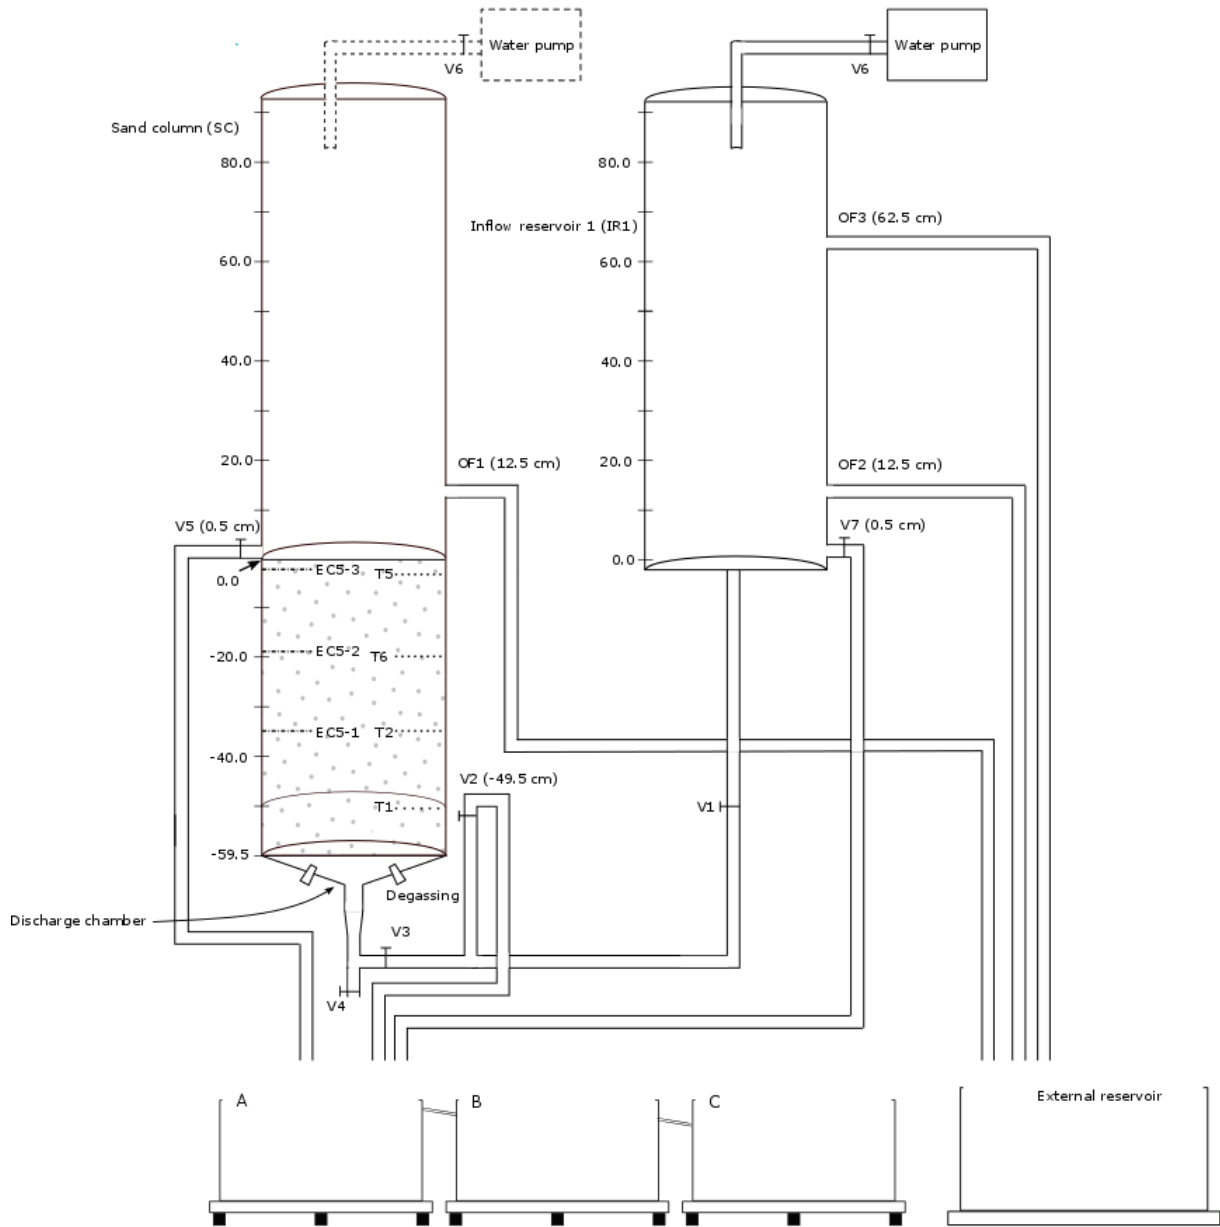 Water pump
V6
Water pump
V6
Sand column (SC)
80.0
80.0
OF3 (62.5 cm)
Inflow reservoir 1 (IR1)
60.0
60.0
40.0
40.0
20.0
OF1 (12.5 cm)
20.0
OF2 (12.5 cm)
V5 (0.5 cm)
V7 (0.5 cm)
0.0
0.0
EC5-3
T5
-20.0
EC5-2
T6
EC5-1
T2
-40.0
V2 (-49.5 cm)
T1
V1
-59.5
Degassing
Discharge chamber
V3
V4
A
B
C
External reservoir